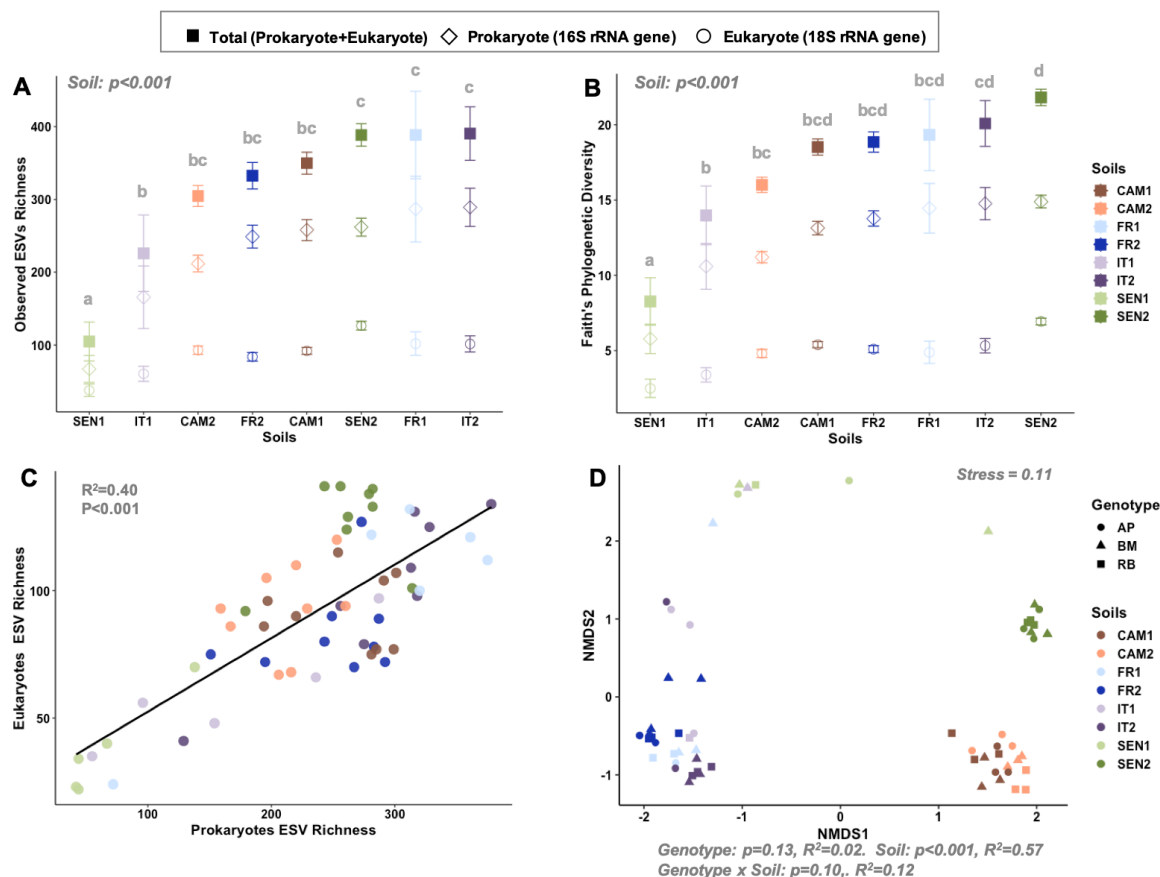 Total (Prokaryote+Eukaryote) Prokaryote (16S rRNA gene) Eukaryote (18S rRNA gene)
A
Soil: p<0.001
Observed ESVs Richness
400
300
200
100
a
b
bc
bc
bc
c
c
c
SEN1 IT1 CAM2 FR2 CAM1 SEN2 FR1 IT2
Soils
B
Soil: p<0.001
Faith's Phylogenetic Diversity
20
15
10
5
a
b
bc
bcd
bcd
bcd
cd
d
SEN1 IT1 CAM2 CAM1 FR2 FR1 IT2 SEN2
Soils
Soils
CAM1
CAM2
FR1
FR2
IT1
IT2
SEN1
SEN2
C
R²=0.40
P<0.001
Eukaryotes ESV Richness
100
50
100 200 300
Prokaryotes ESV Richness
D
Stress = 0.11
NMDS2
2
1
0
-1
-2 -1 0 1 2
NMDS1
Genotype: p=0.13, R²=0.02. Soil: p<0.001, R²=0.57
Genotype x Soil: p=0.10,. R²=0.12
Genotype
AP
BM
RB
Soils
CAM1
CAM2
FR1
FR2
IT1
IT2
SEN1
SEN2